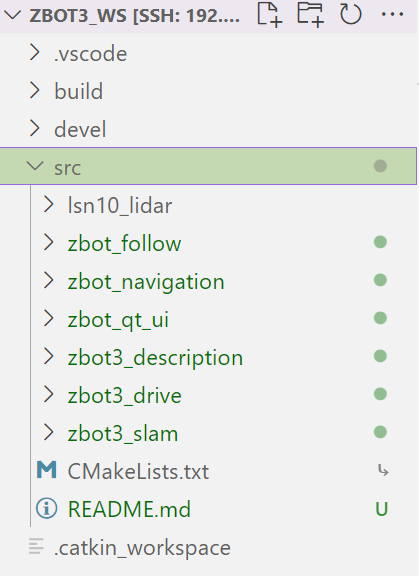 ZBOT3_WS [SSH: 192....
.vscode
build
devel
src
lsn10_lidar
zbot_follow
zbot_navigation
zbot_qt_ui
zbot3_description
zbot3_drive
zbot3_slam
CMakeLists.txt
README.md U
.catkin_workspace